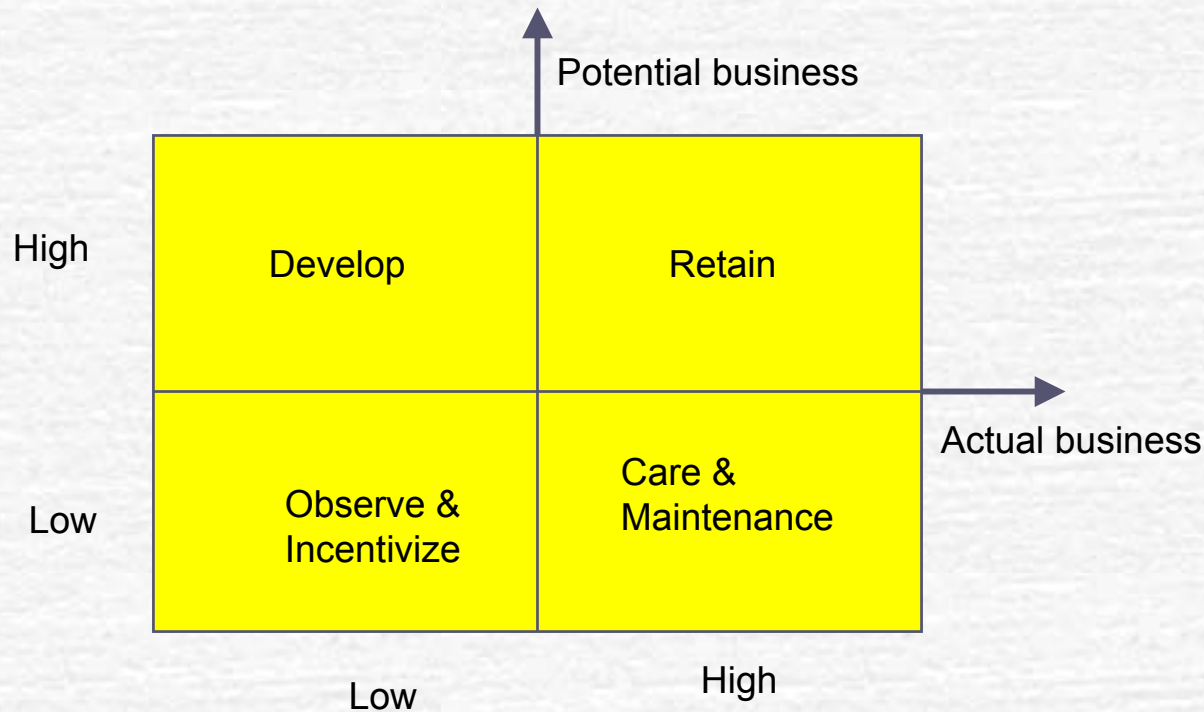 Potential business
High
Develop
Retain
Actual business
Care &
Maintenance
Low
Observe &
Incentivize
Low
High